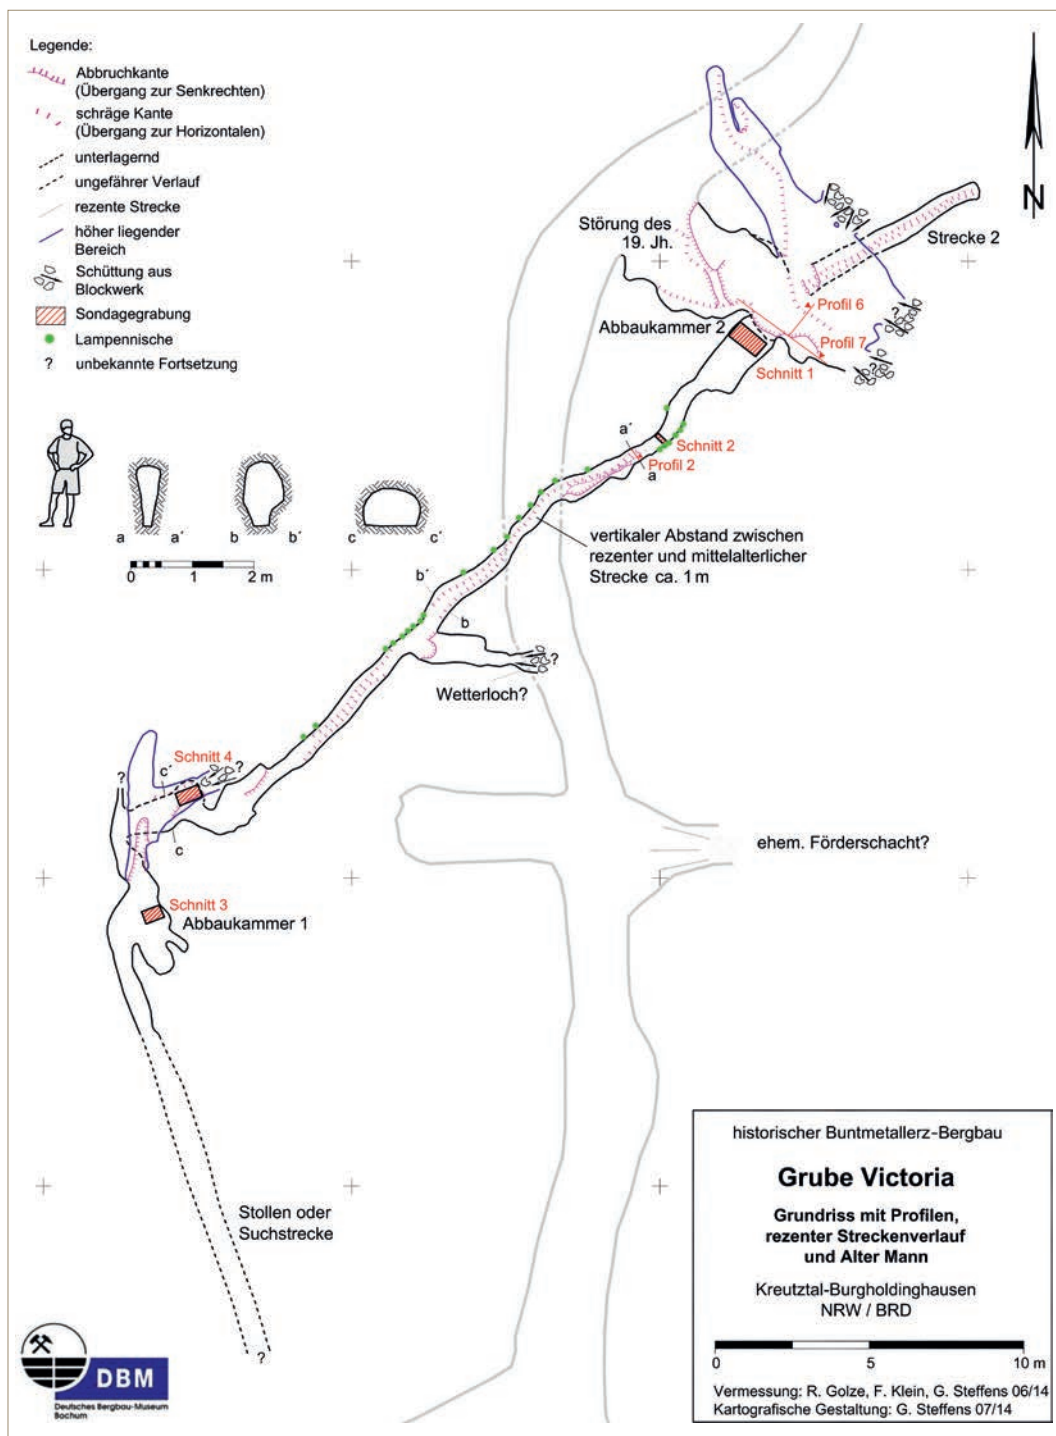 Legende:
Abbruchkante
(Übergang zur Senkrechten)
schräge Kante
(Übergang zur Horizontalen)
unterlagernd
ungefährer Verlauf
rezente Strecke
höher liegender
Bereich
Schüttung aus
Blockwerk
Sondagegrabung
Lampennische
? unbekannte Fortsetzung
N
Störung des
19. Jh.
Strecke 2
Abbaukammer 2
Profil 6
?
Profil 7
?
Schnitt 1
a´
Schnitt 2
Profil 2
a
a a´ b b´ c c´
0 1 2 m
vertikaler Abstand zwischen
rezenter und mittelalterlicher
Strecke ca. 1 m
b´
b
?
Wetterloch?
Schnitt 4
? c´ ?
c
ehem. Förderschacht?
Schnitt 3
Abbaukammer 1
Stollen oder
Suchstrecke
?
historischer Buntmetallerz-Bergbau
Grube Victoria
Grundriss mit Profilen,
rezenter Streckenverlauf
und Alter Mann
Kreutztal-Burgholdinghausen
NRW / BRD
0 5 10 m
Vermessung: R. Golze, F. Klein, G. Steffens 06/14
Kartografische Gestaltung: G. Steffens 07/14
DBM
Deutsches Bergbau-Museum
Bochum